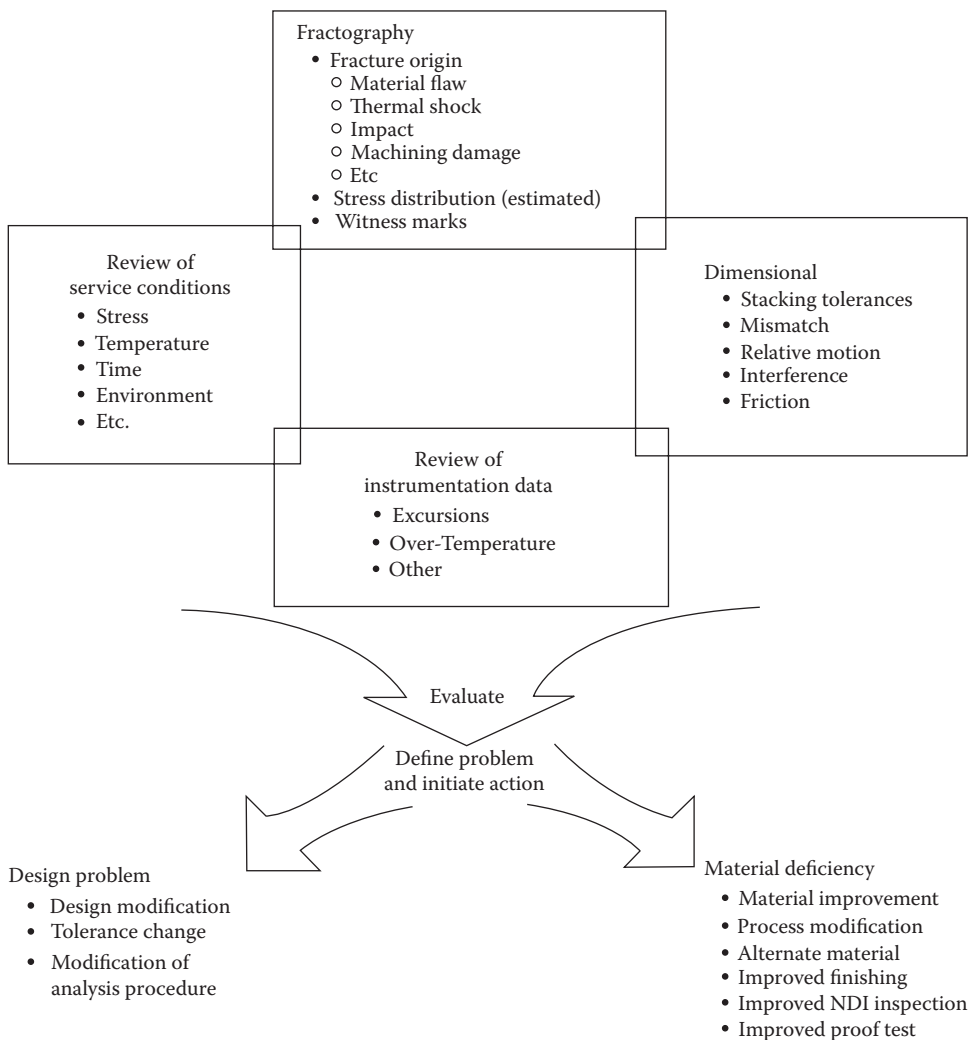 Fractography
• Fracture origin
○ Material flaw
○ Thermal shock
○ Impact
○ Machining damage
○ Etc
• Stress distribution (estimated)
• Witness marks
Review of
service conditions
• Stress
• Temperature
• Time
• Environment
• Etc.
Dimensional
• Stacking tolerances
• Mismatch
• Relative motion
• Interference
• Friction
Review of
instrumentation data
• Excursions
• Over-Temperature
• Other
Evaluate
Define problem
and initiate action
Design problem
• Design modification
• Tolerance change
• Modification of
analysis procedure
Material deficiency
• Material improvement
• Process modification
• Alternate material
• Improved finishing
• Improved NDI inspection
• Improved proof test